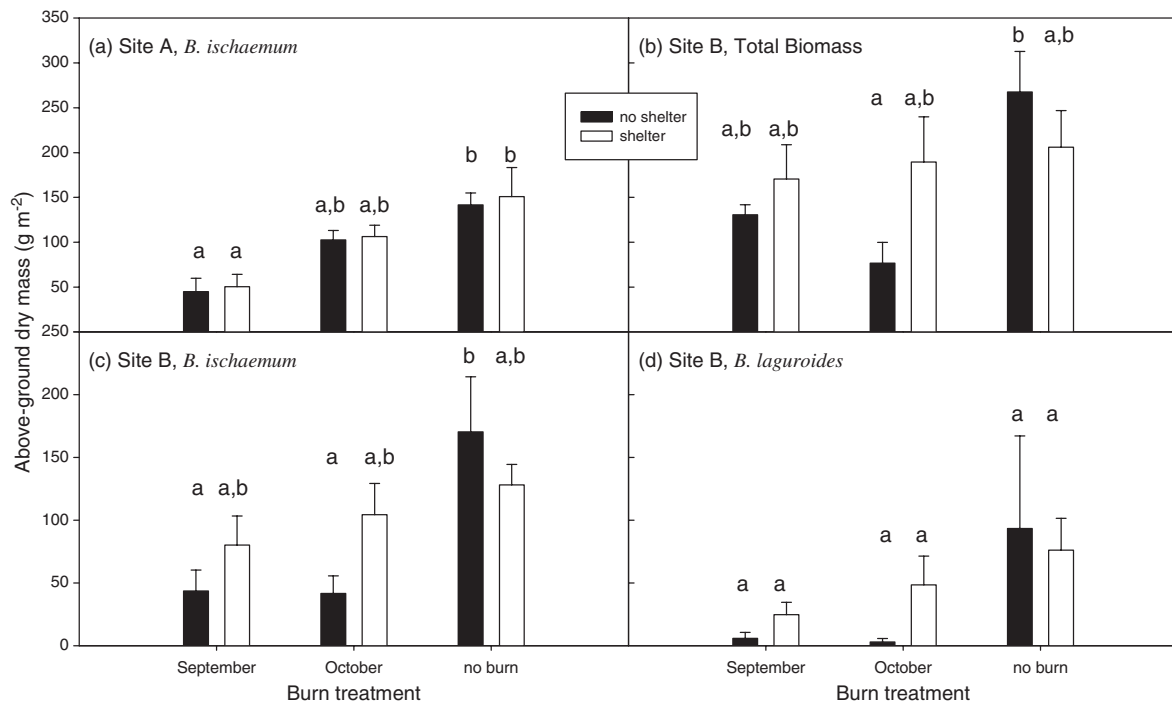 350
300
250
200
150
100
50
250
200
150
100
50
0
Above-ground dry mass (g m-2)
(a) Site A, B. ischaemum
a a
a,b a,b
b b
no shelter
shelter
(b) Site B, Total Biomass
a,b a,b
a a,b
b a,b
(c) Site B, B. ischaemum
a a,b
a a,b
b a,b
(d) Site B, B. laguroides
a a
a a
a a
September October no burn
Burn treatment
September October no burn
Burn treatment